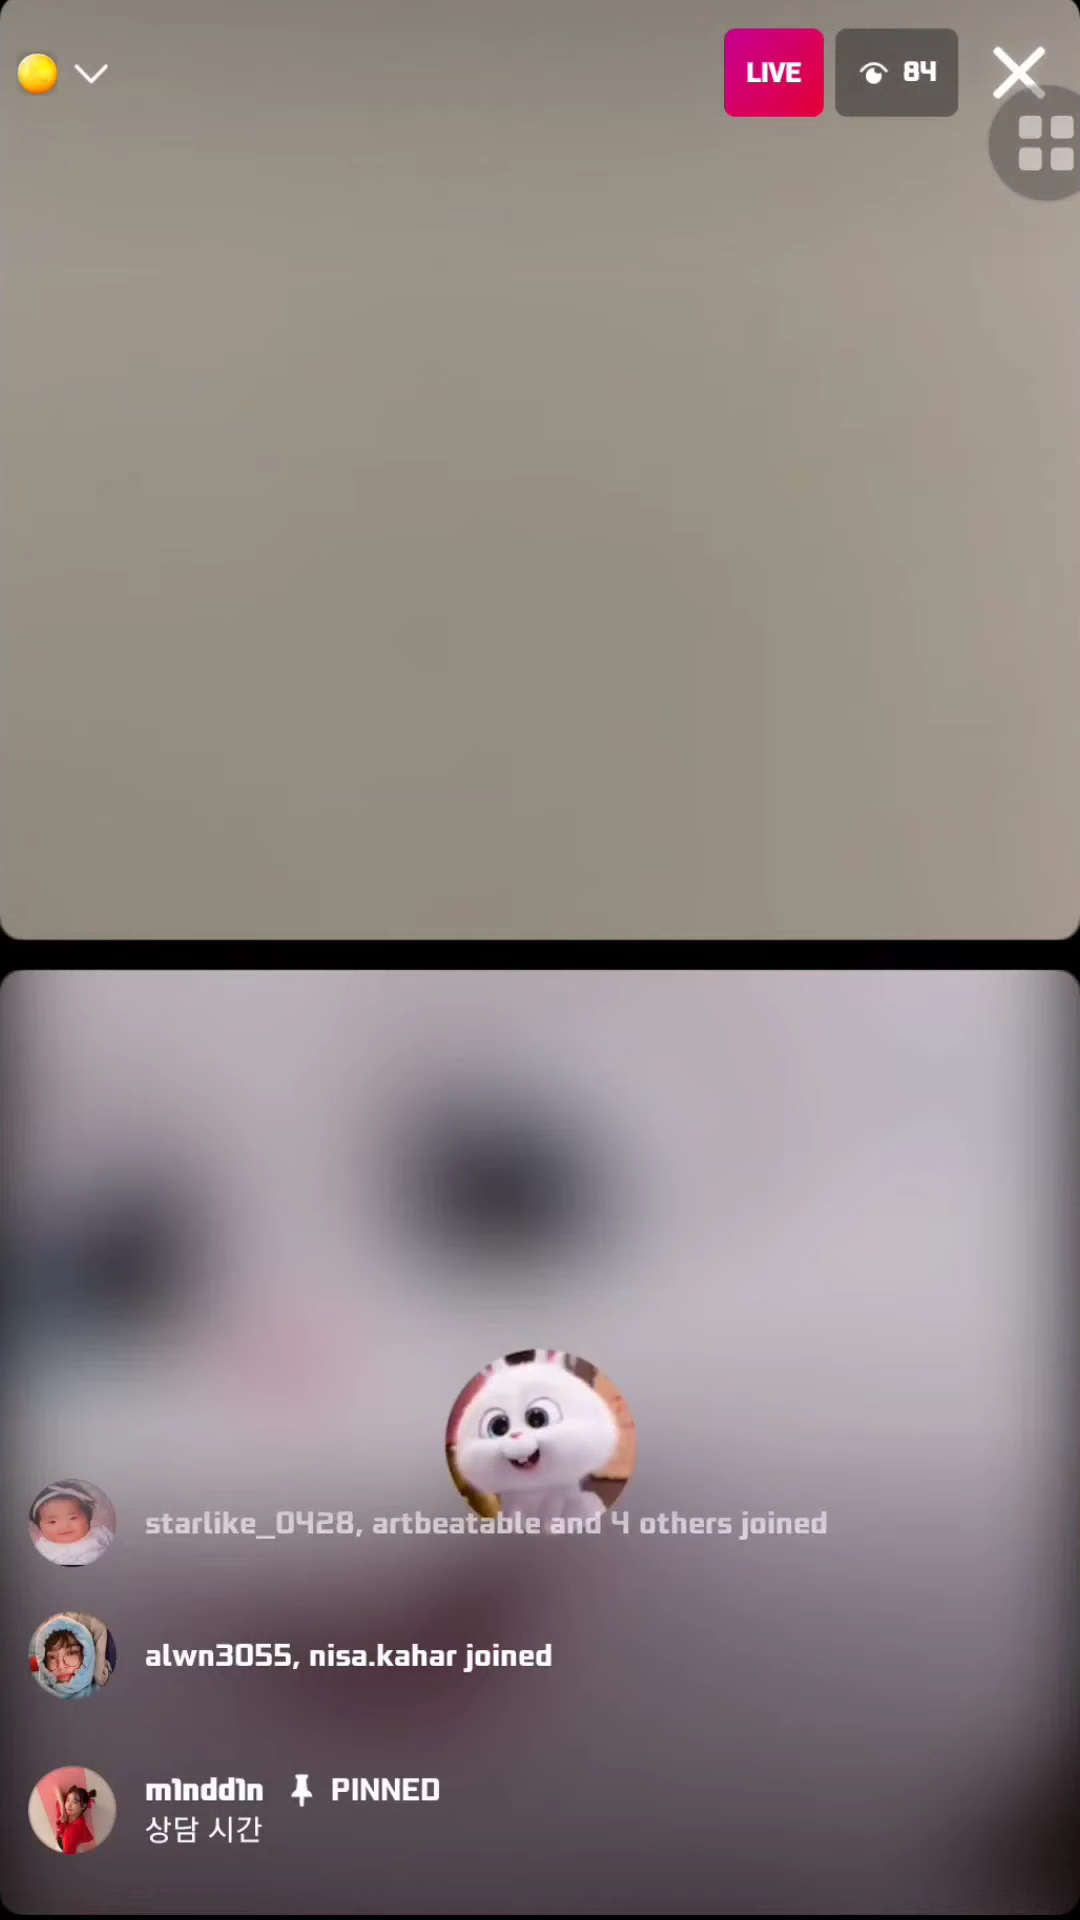 LIVE
84
starlike_0428, artbeatable and 4 others joined
alwn3055, nisa.kahar joined
m1ndd1n PINNED
상담 시간